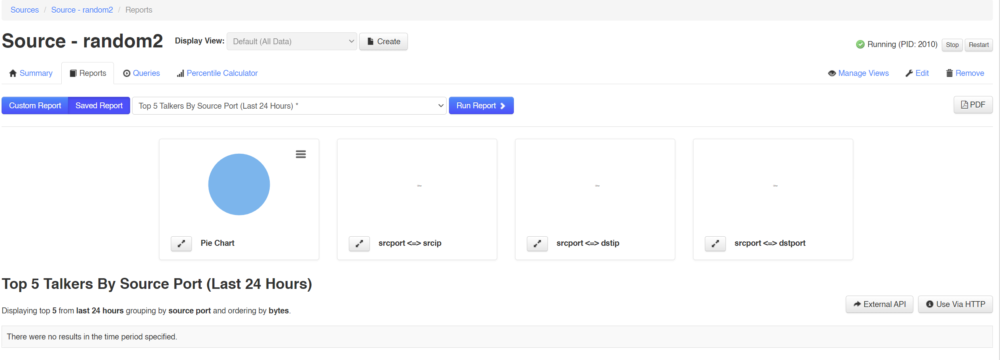 Sources / Source - random2 / Reports
Source - random2
Display View: Default (All Data) Create
Running (PID: 2010) Stop Restart
Summary Reports Queries Percentile Calculator
Manage Views Edit Remove
Custom Report Saved Report Top 5 Talkers By Source Port (Last 24 Hours) * Run Report PDF
Other
Other
Other
Pie Chart
srcport <=> srcip
srcport <=> dstip
srcport <=> dstport
Top 5 Talkers By Source Port (Last 24 Hours)
External API Use Via HTTP
Displaying top 5 from last 24 hours grouping by source port and ordering by bytes.
There were no results in the time period specified.